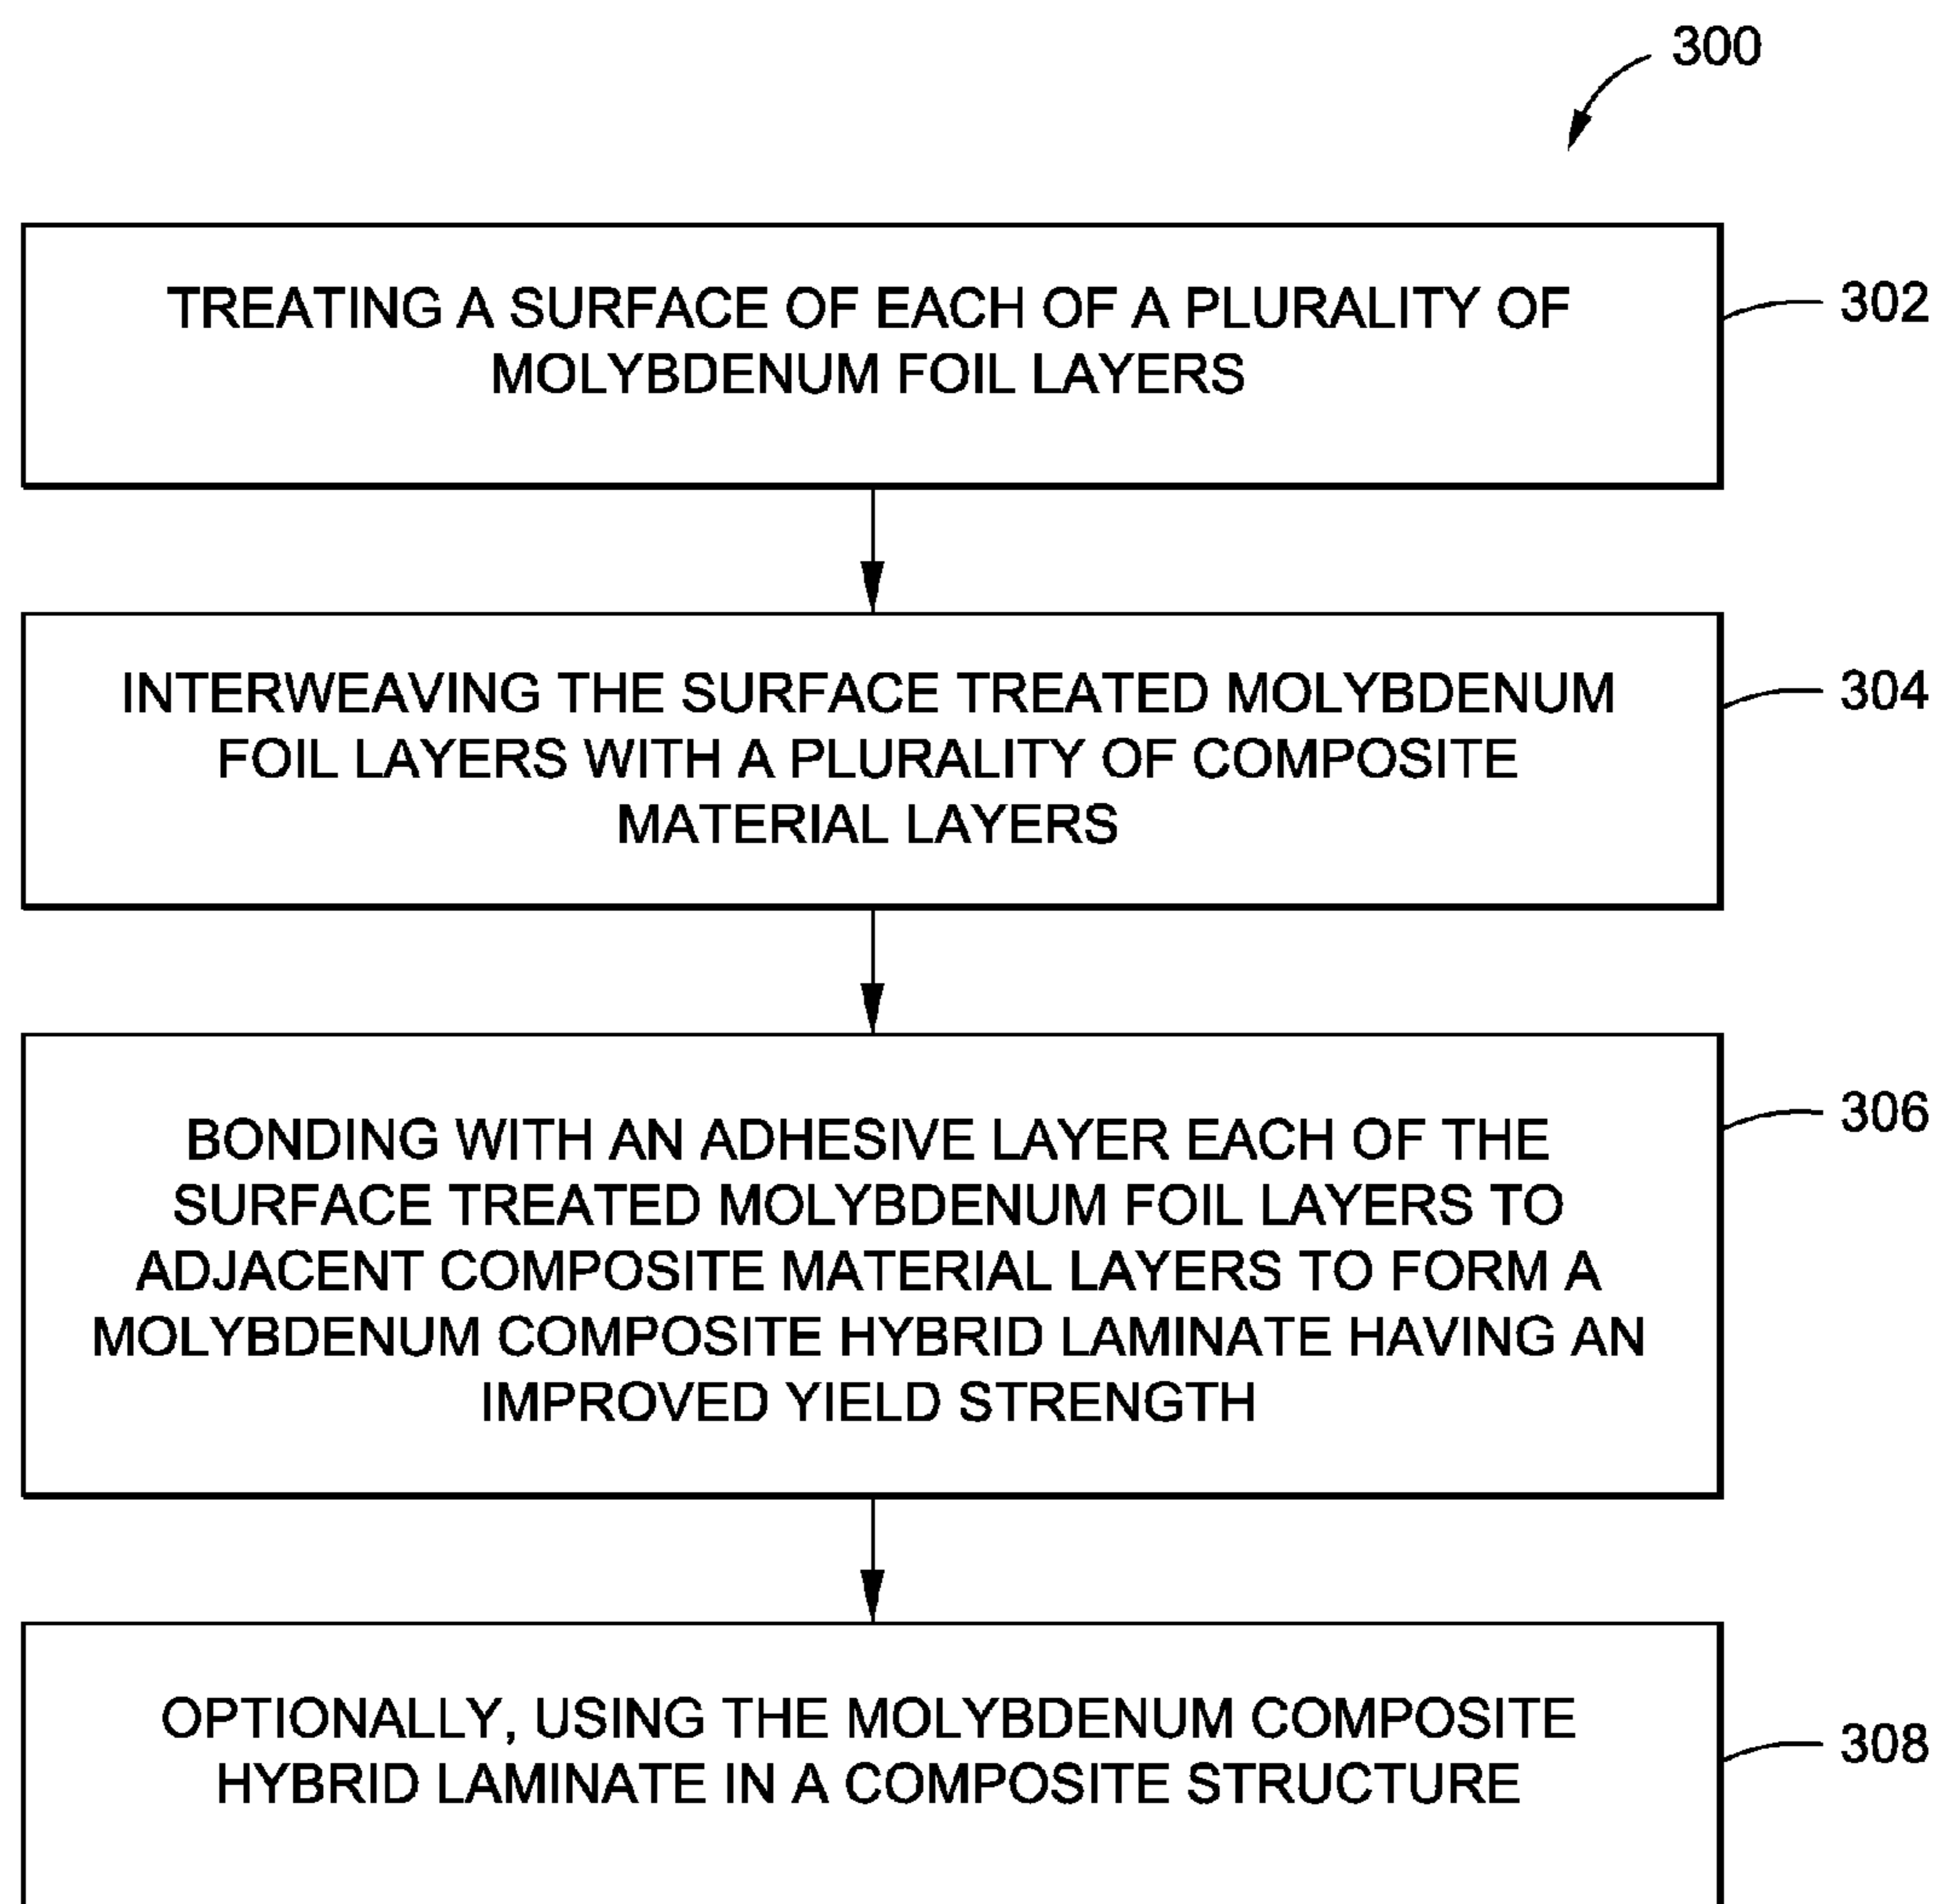 300
TREATING A SURFACE OF EACH OF A PLURALITY OF
MOLYBDENUM FOIL LAYERS
302
INTERWEAVING THE SURFACE TREATED MOLYBDENUM
FOIL LAYERS WITH A PLURALITY OF COMPOSITE
MATERIAL LAYERS
304
BONDING WITH AN ADHESIVE LAYER EACH OF THE
SURFACE TREATED MOLYBDENUM FOIL LAYERS TO
ADJACENT COMPOSITE MATERIAL LAYERS TO FORM A
MOLYBDENUM COMPOSITE HYBRID LAMINATE HAVING AN
IMPROVED YIELD STRENGTH
306
OPTIONALLY, USING THE MOLYBDENUM COMPOSITE
HYBRID LAMINATE IN A COMPOSITE STRUCTURE
308